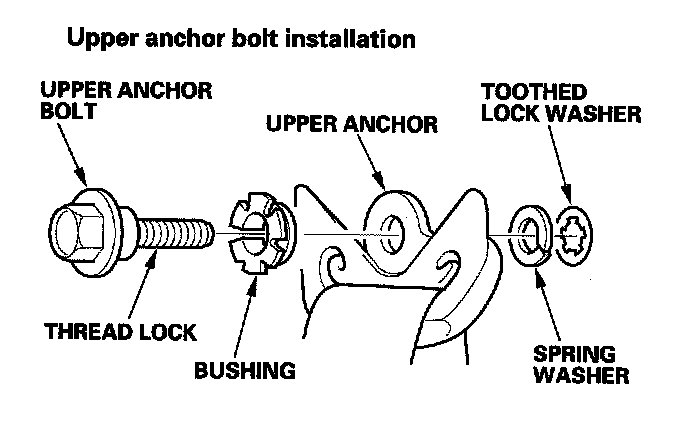 Upper anchor bolt installation
UPPER ANCHOR
BOLT
UPPER ANCHOR
TOOTHED
LOCK WASHER
THREAD LOCK
BUSHING
SPRING
WASHER